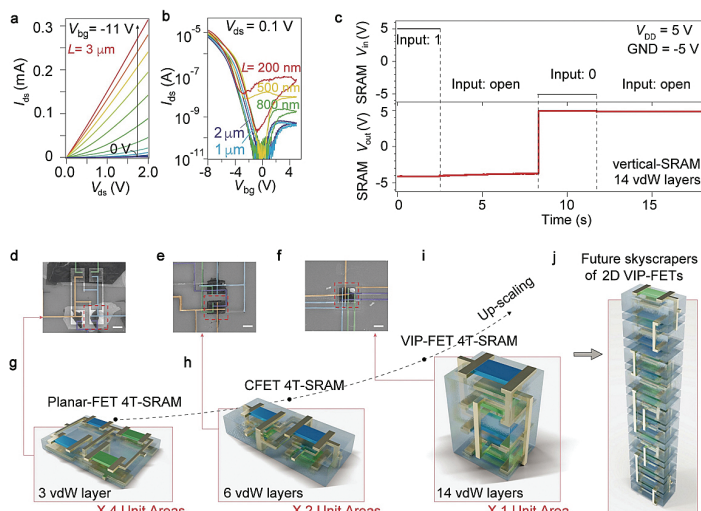 a
V_bg = -11 V
L= 3 μm
0 V
0.3
0.2
0.1
0
I_ds (mA)
0.0
1.0
2.0
V_ds (V)
b
V_ds = 0.1 V
L= 200 nm
500 nm
800 nm
2 μm
1 μm
10^-5
10^-7
10^-9
10^-11
I_ds (A)
-8
-4
0
4
V_bg (V)
c
V_DD = 5 V
GND = -5 V
Input: 1
Input: open
Input: 0
Input: open
SRAM V_in (V)
5
0
-5
SRAM V_out (V)
4
0
-4
vertical-SRAM
14 vdW layers
0
5
10
15
Time (s)
d
e
f
i
j
Future skyscrapers
of 2D VIP-FETs
Up-scaling
VIP-FET 4T-SRAM
g
h
CFET 4T-SRAM
Planar-FET 4T-SRAM
3 vdW layer
6 vdW layers
14 vdW layers
X 4 Unit Areas
X 2 Unit Areas
X 1 Unit Area